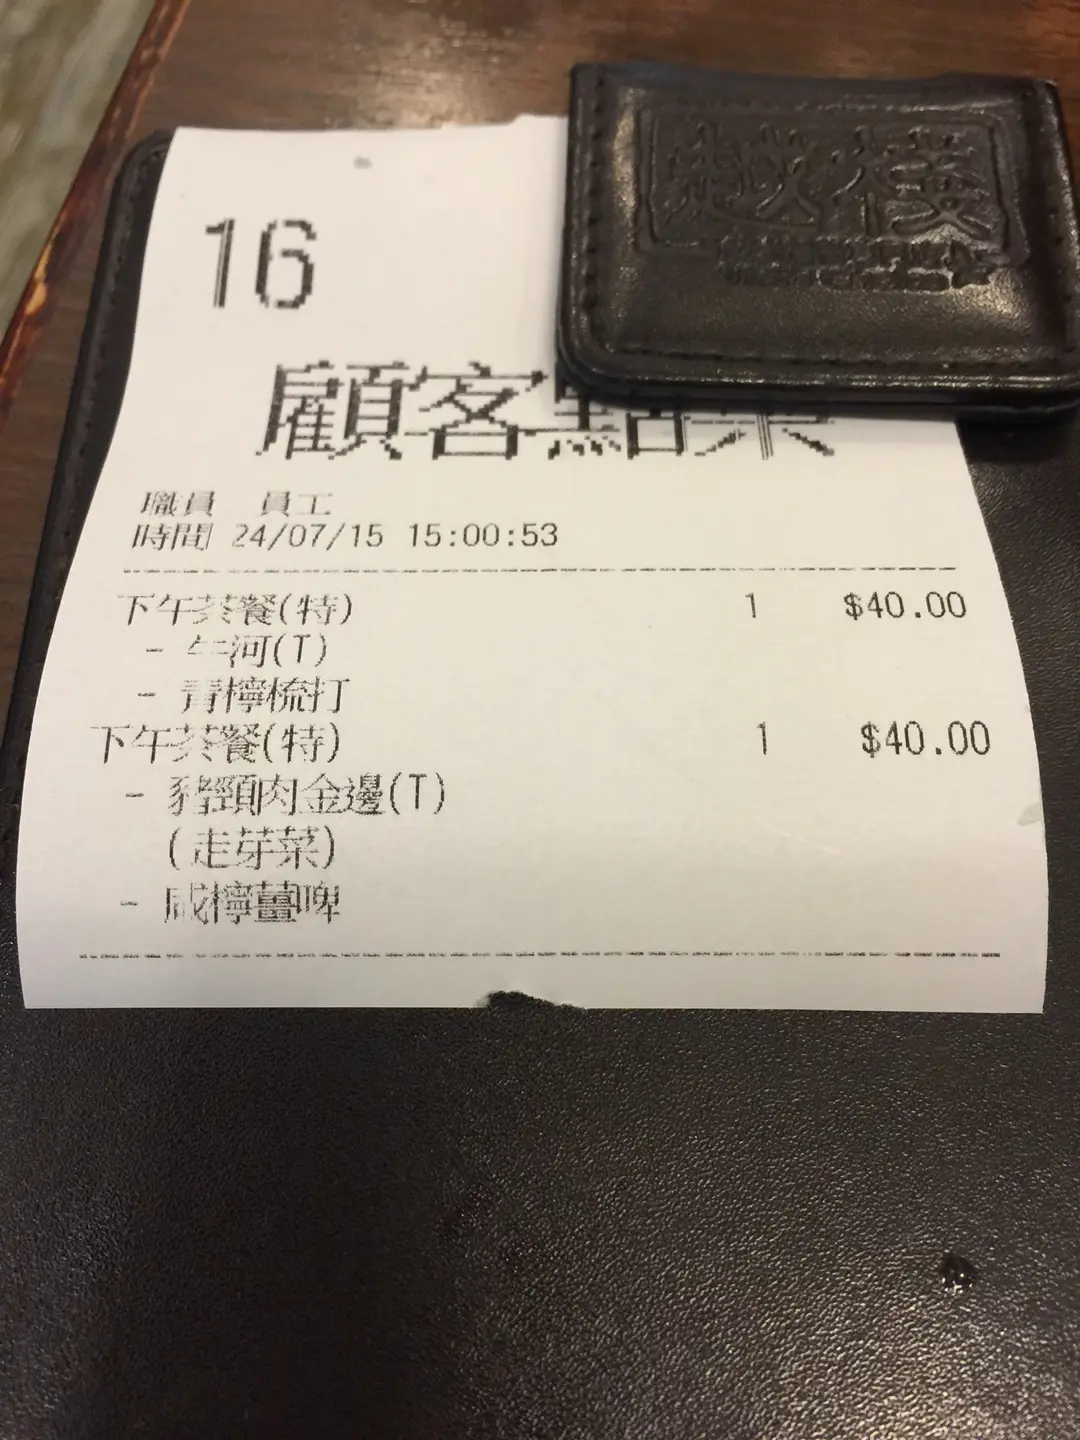 越棧
16
顧客點菜
職員 員工
時間 24/07/15 15:00:53
下午茶餐(特) 1 $40.00
- 牛河(T)
- 青檸梳打
下午茶餐(特) 1 $40.00
- 豬頸肉金邊(T)
(走芽菜)
- 咸檸薑啤